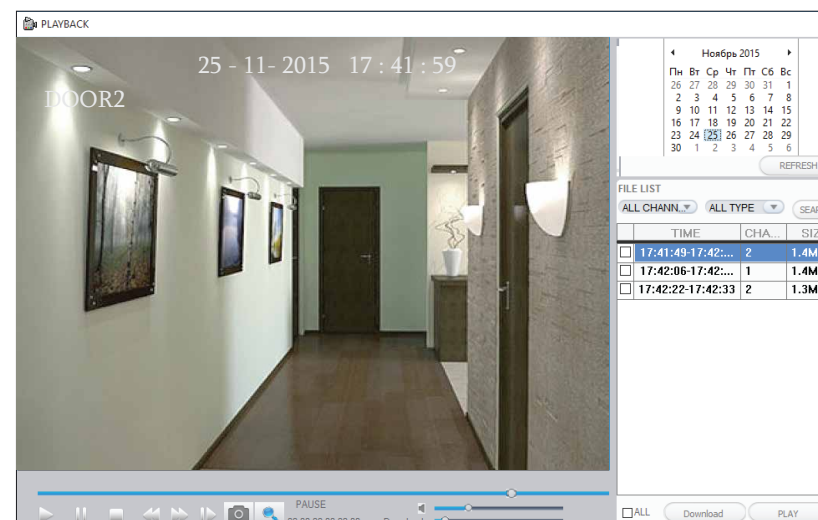 PLAYBACK
25 - 11- 2015 17 : 41 : 59
DOOR2
Ноябрь 2015
Пн Вт Ср Чт Пт Сб Вс
26 27 28 29 30 31 1
2 3 4 5 6 7 8
9 10 11 12 13 14 15
16 17 18 19 20 21 22
23 24 25 26 27 28 29
30 1 2 3 4 5 6
REFRESH
FILE LIST
ALL CHANN... ALL TYPE SEAR
TIME CHA... SIZ
17:41:49-17:42:... 2 1.4M
17:42:06-17:42:... 1 1.4M
17:42:22-17:42:33 2 1.3M
PAUSE
ALL Download PLAY